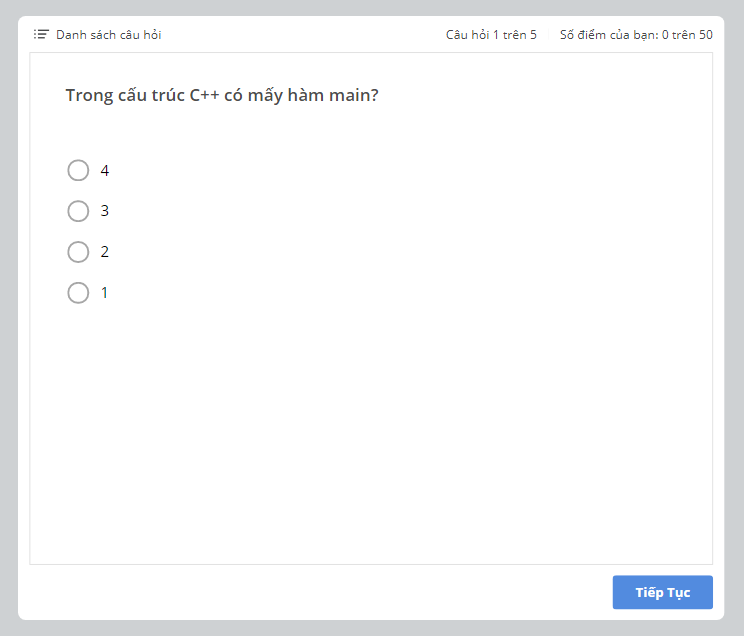 Danh sách câu hỏi
Câu hỏi 1 trên 5
Số điểm của bạn: 0 trên 50
Trong cấu trúc C++ có mấy hàm main?
4
3
2
1
Tiếp Tục